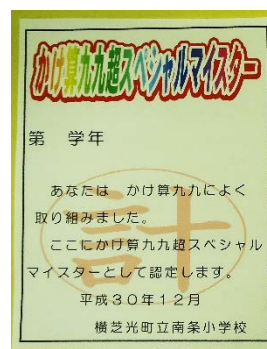 かけ算九九超スペシャルマイスター
第　学年
あなたは　かけ算九九によく
取り組みました。
ここにかけ算九九超スペシャル
マイスターとして認定します。
平成３０年１２月
横芝光町立南条小学校
計